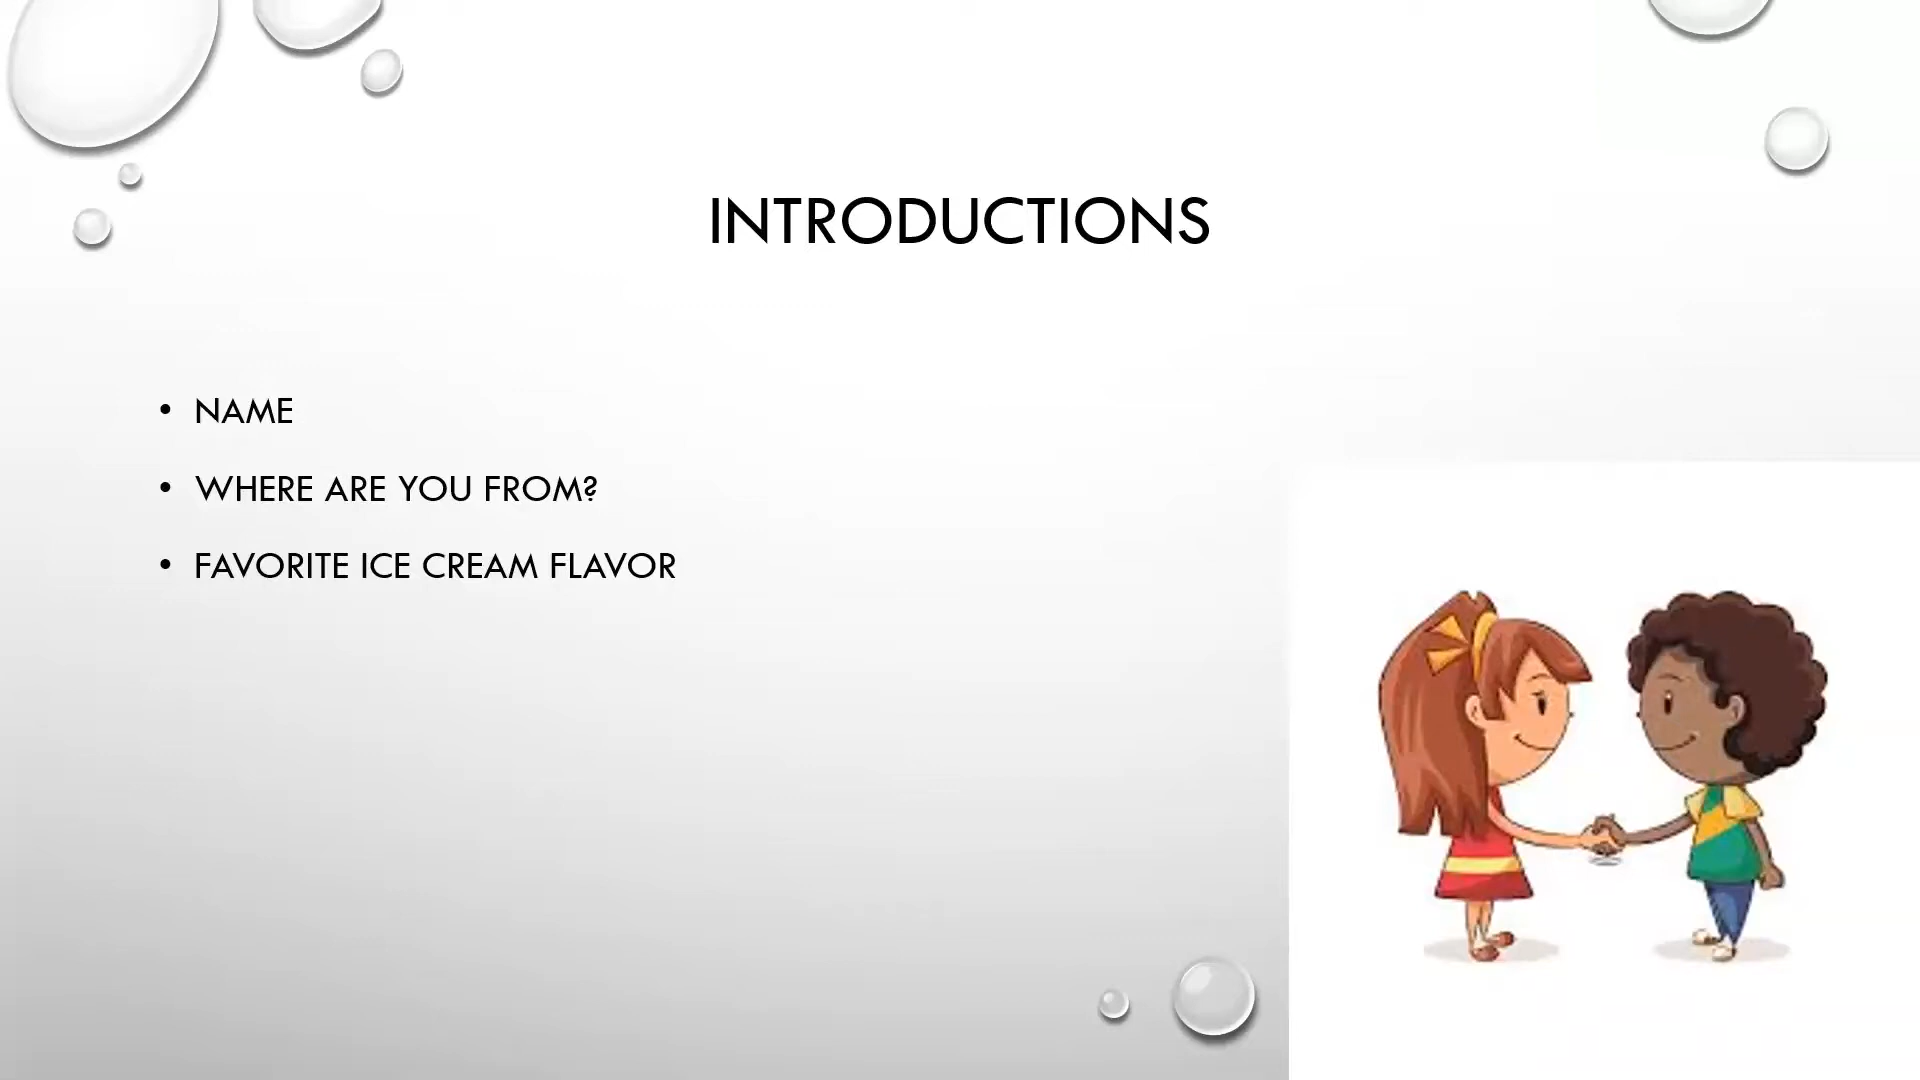 INTRODUCTIONS
• NAME
• WHERE ARE YOU FROM?
• FAVORITE ICE CREAM FLAVOR